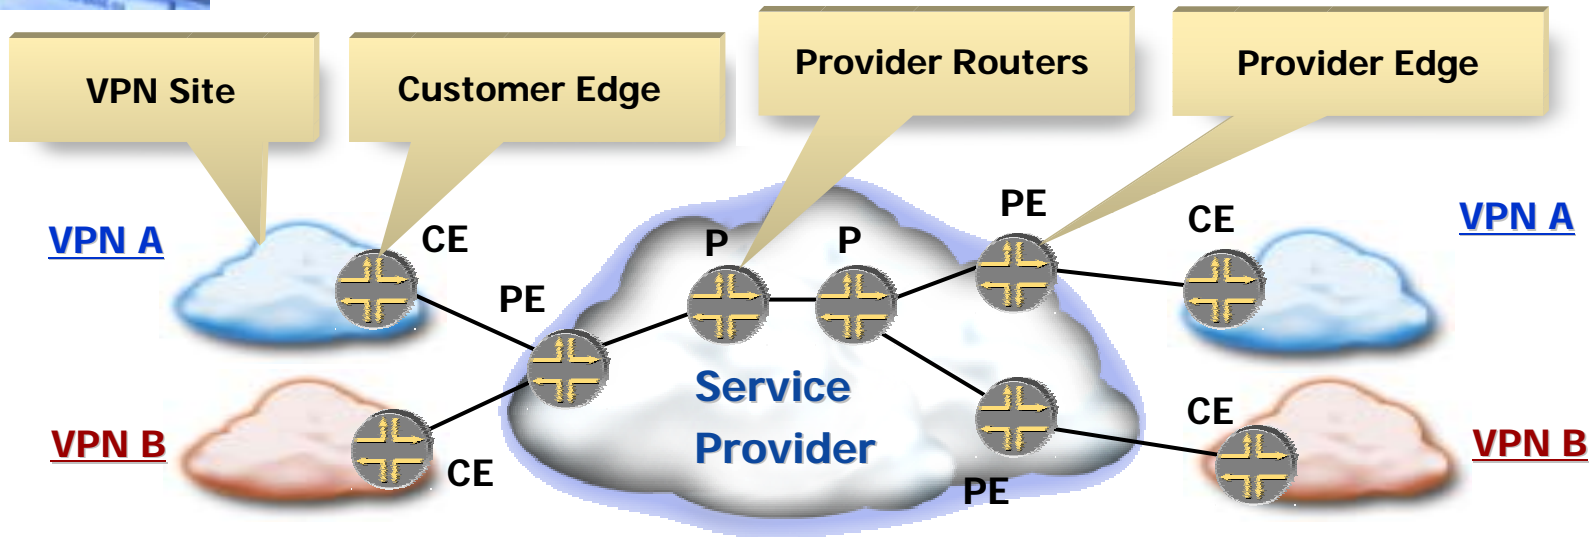 VPN Site
Customer Edge
Provider Routers
Provider Edge
VPN A
CE
PE
P
P
PE
CE
VPN A
Service
Provider
VPN B
CE
PE
CE
VPN B